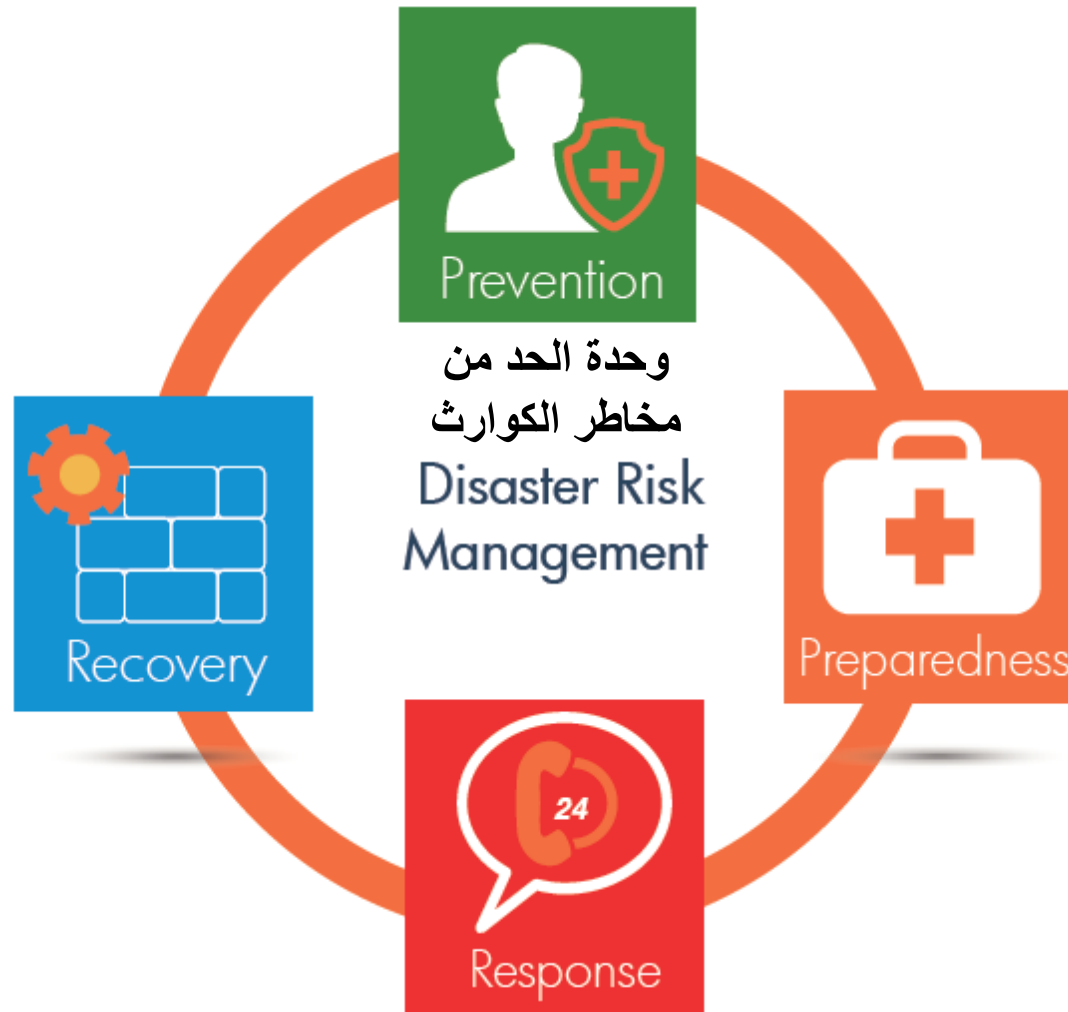 Prevention
وحدة الحد من
مخاطر الكوارث
Disaster Risk
Management
Recovery
Preparedness
24
Response